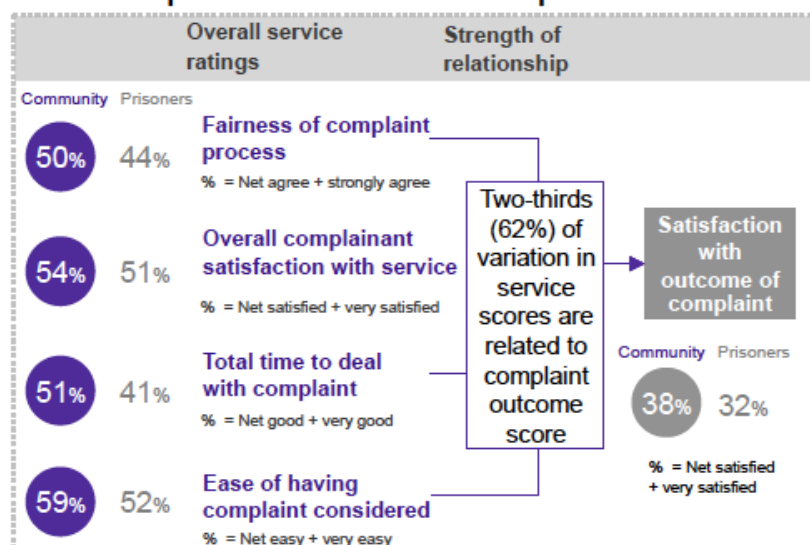 Overall service
ratings
Strength of
relationship
Community Prisoners
50% 44%
Fairness of complaint
process
% = Net agree + strongly agree
54% 51%
Overall complainant
satisfaction with service
% = Net satisfied + very satisfied
51% 41%
Total time to deal
with complaint
% = Net good + very good
59% 52%
Ease of having
complaint considered
% = Net easy + very easy
Two-thirds
(62%) of
variation in
service
scores are
related to
complaint
outcome
score
Satisfaction
with
outcome of
complaint
Community Prisoners
38% 32%
% = Net satisfied
+ very satisfied